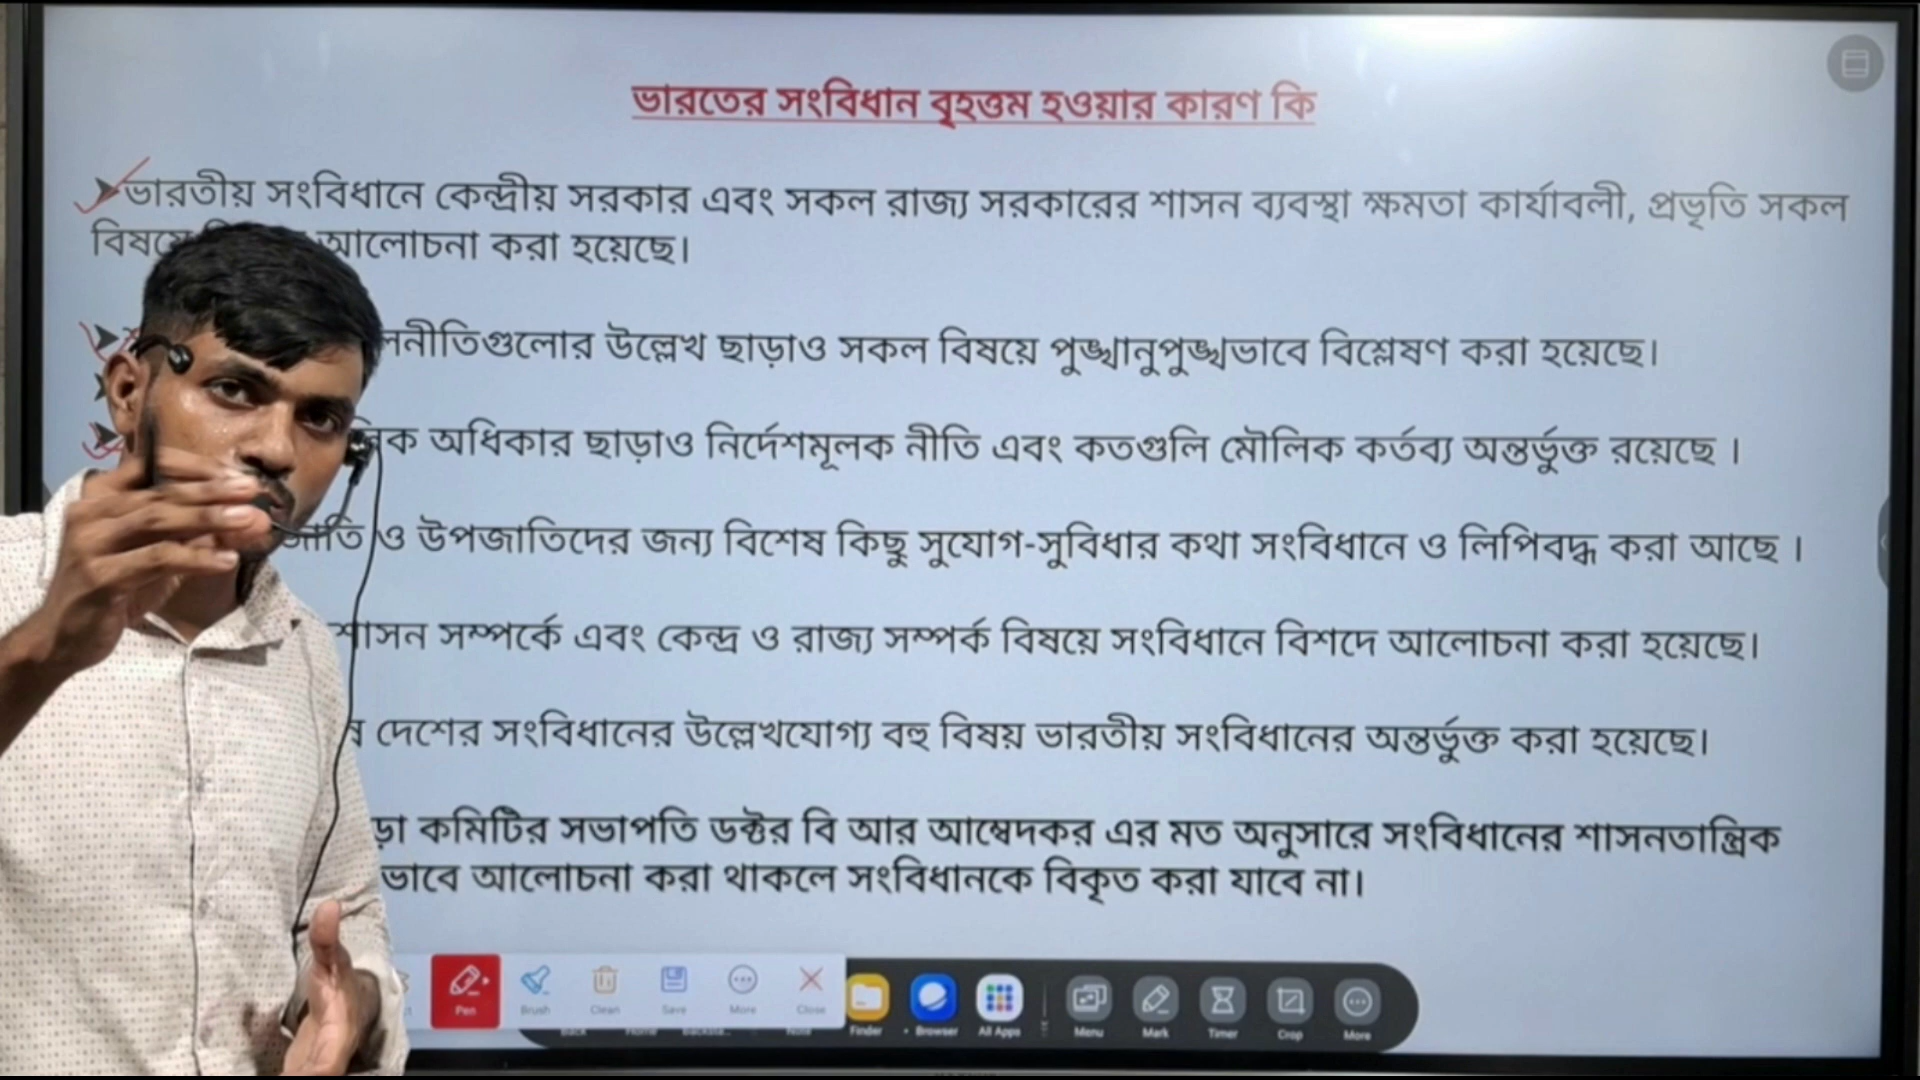 ভারতের সংবিধান বৃহত্তম হওয়ার কারণ কি
➤ভারতীয় সংবিধানে কেন্দ্রীয় সরকার এবং সকল রাজ্য সরকারের শাসন ব্যবস্থা ক্ষমতা কার্যাবলী, প্রভৃতি সকল
আলোচনা করা হয়েছে।
উল্লেখ ছাড়াও সকল বিষয়ে পুঙ্খানুপুঙ্খভাবে বিশ্লেষণ করা হয়েছে।
অধিকার ছাড়াও নির্দেশমূলক নীতি এবং কতগুলি মৌলিক কর্তব্য অন্তর্ভুক্ত রয়েছে ।
ও উপজাতিদের জন্য বিশেষ কিছু সুযোগ-সুবিধার কথা সংবিধানে ও লিপিবদ্ধ করা আছে ।
শাসন সম্পর্কে এবং কেন্দ্র ও রাজ্য সম্পর্ক বিষয়ে সংবিধানে বিশদে আলোচনা করা হয়েছে।
দেশের সংবিধানের উল্লেখযোগ্য বহু বিষয় ভারতীয় সংবিধানের অন্তর্ভুক্ত করা হয়েছে।
কমিটির সভাপতি ডক্টর বি আর আম্বেদকর এর মত অনুসারে সংবিধানের শাসনতান্ত্রিক
ভাবে আলোচনা করা থাকলে সংবিধানকে বিকৃত করা যাবে না।
Pen Brush Clean Save More Close
Finder Browser All Apps Menu Mark Timer Crop More